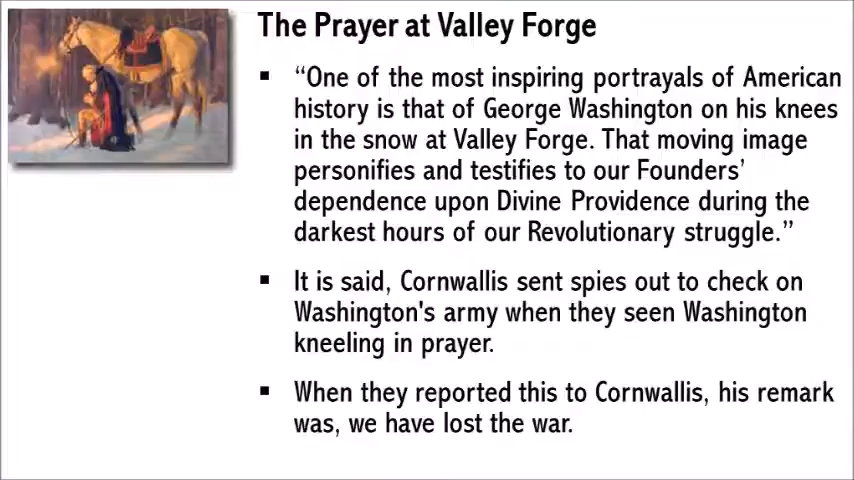 The Prayer at Valley Forge
▪ “One of the most inspiring portrayals of American
history is that of George Washington on his knees
in the snow at Valley Forge. That moving image
personifies and testifies to our Founders’
dependence upon Divine Providence during the
darkest hours of our Revolutionary struggle.”
▪ It is said, Cornwallis sent spies out to check on
Washington's army when they seen Washington
kneeling in prayer.
▪ When they reported this to Cornwallis, his remark
was, we have lost the war.